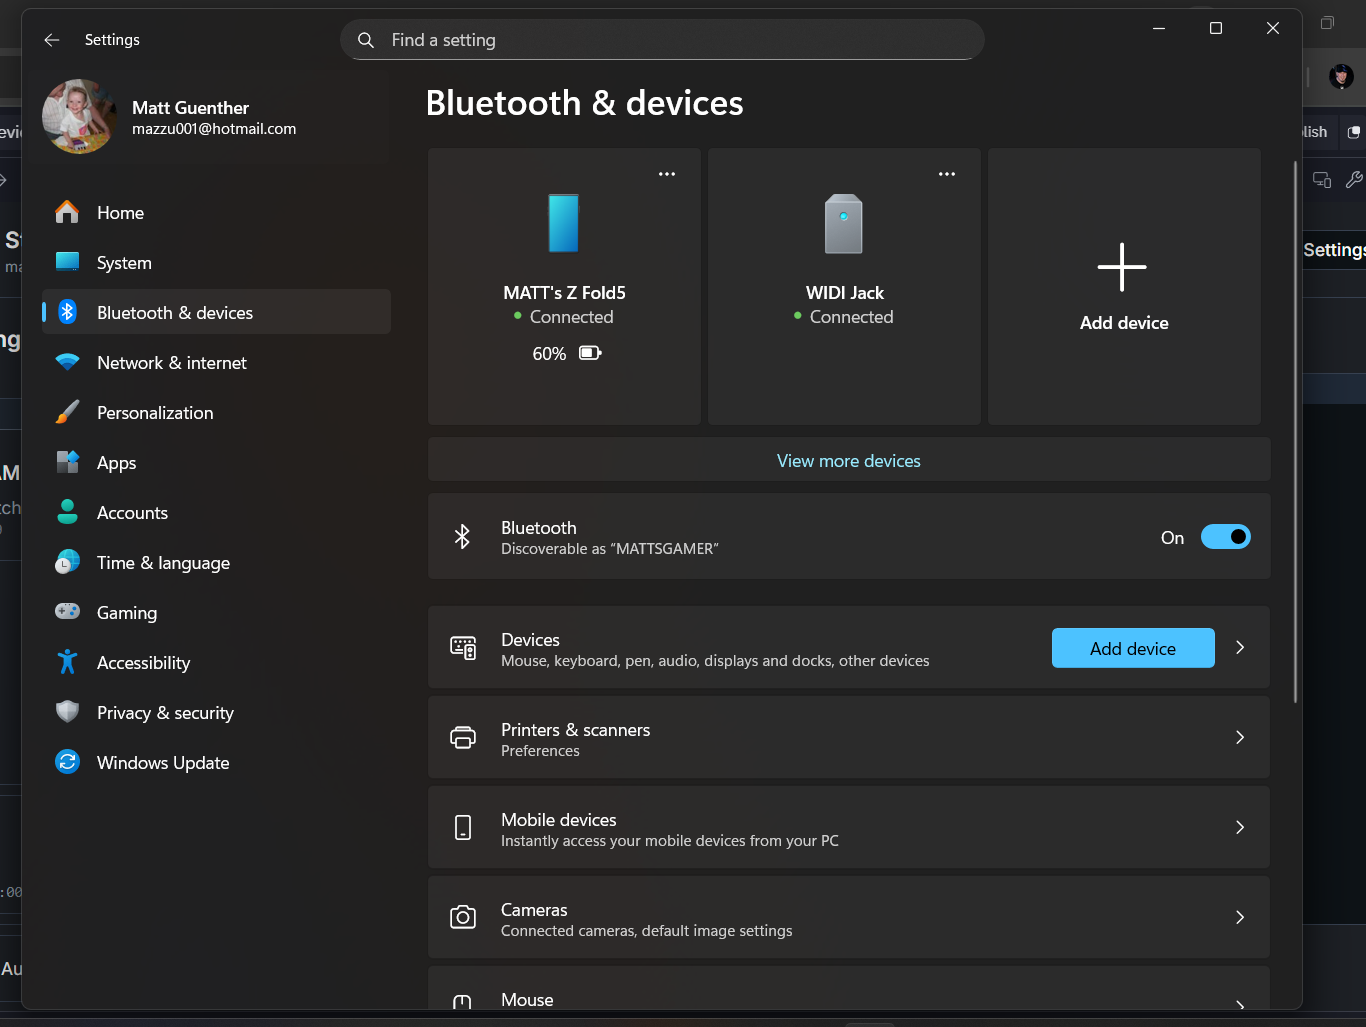 Settings
Find a setting
Matt Guenther
mazzu001@hotmail.com
Home
System
Bluetooth & devices
Network & internet
Personalization
Apps
Accounts
Time & language
Gaming
Accessibility
Privacy & security
Windows Update
Bluetooth & devices
MATT's Z Fold5
Connected
60%
WIDI Jack
Connected
Add device
View more devices
Bluetooth
Discoverable as “MATTSGAMER”
On
Devices
Mouse, keyboard, pen, audio, displays and docks, other devices
Add device
Printers & scanners
Preferences
Mobile devices
Instantly access your mobile devices from your PC
Cameras
Connected cameras, default image settings
Mouse
lish
Settings
:00
Au